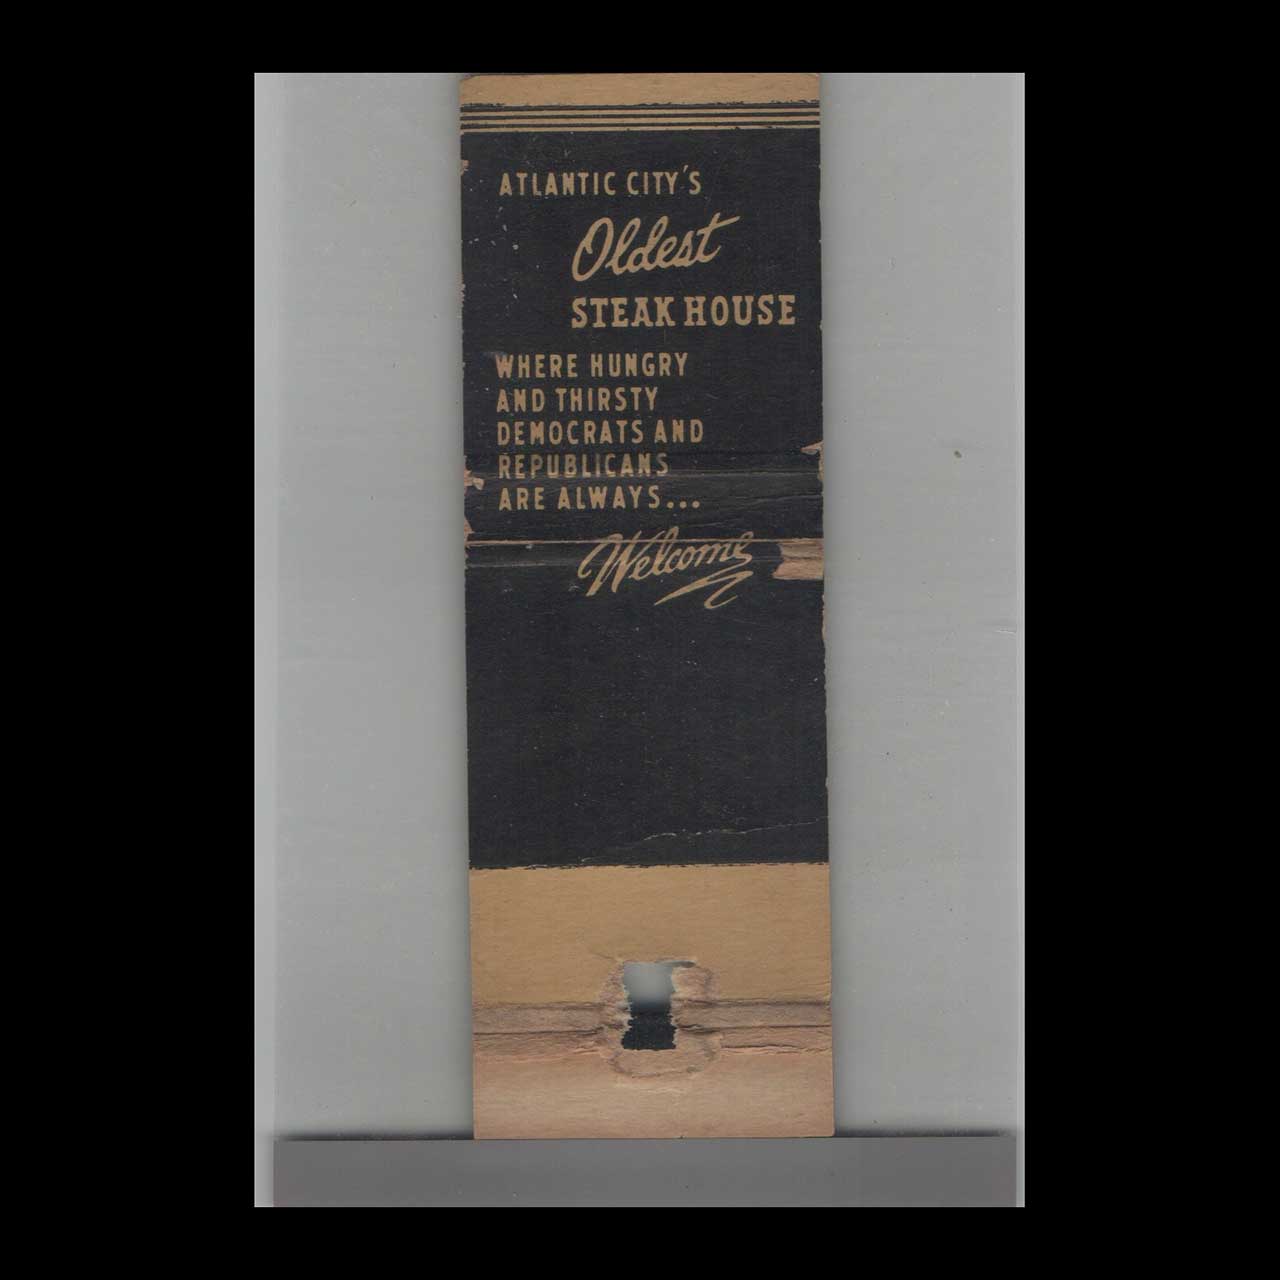 ATLANTIC CITY'S
Oldest
STEAK HOUSE
WHERE HUNGRY
AND THIRSTY
DEMOCRATS AND
REPUBLICANS
ARE ALWAYS...
Welcome